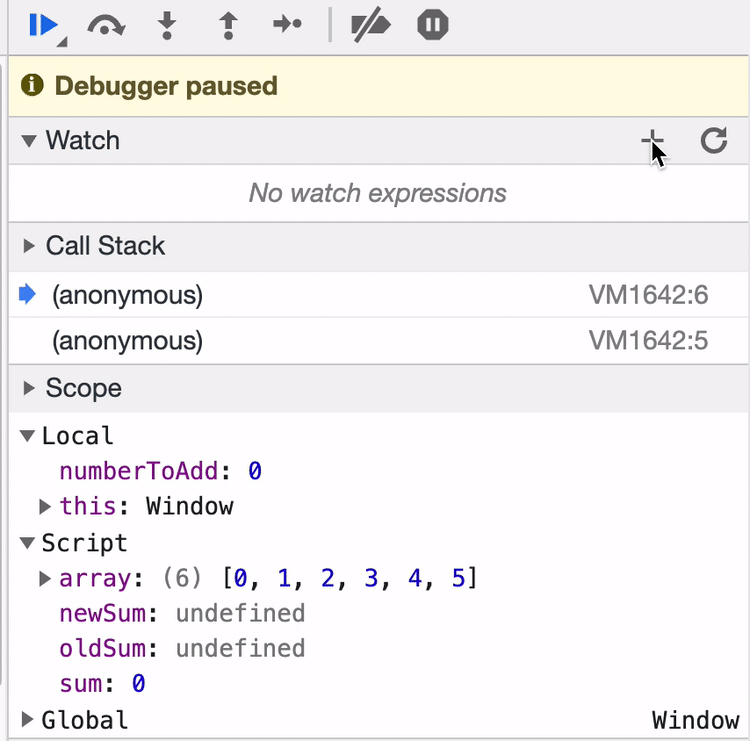 Debugger paused
Watch
No watch expressions
Call Stack
(anonymous) VM1642:6
(anonymous) VM1642:5
Scope
Local
numberToAdd: 0
this: Window
Script
array: (6) [0, 1, 2, 3, 4, 5]
newSum: undefined
oldSum: undefined
sum: 0
Global Window